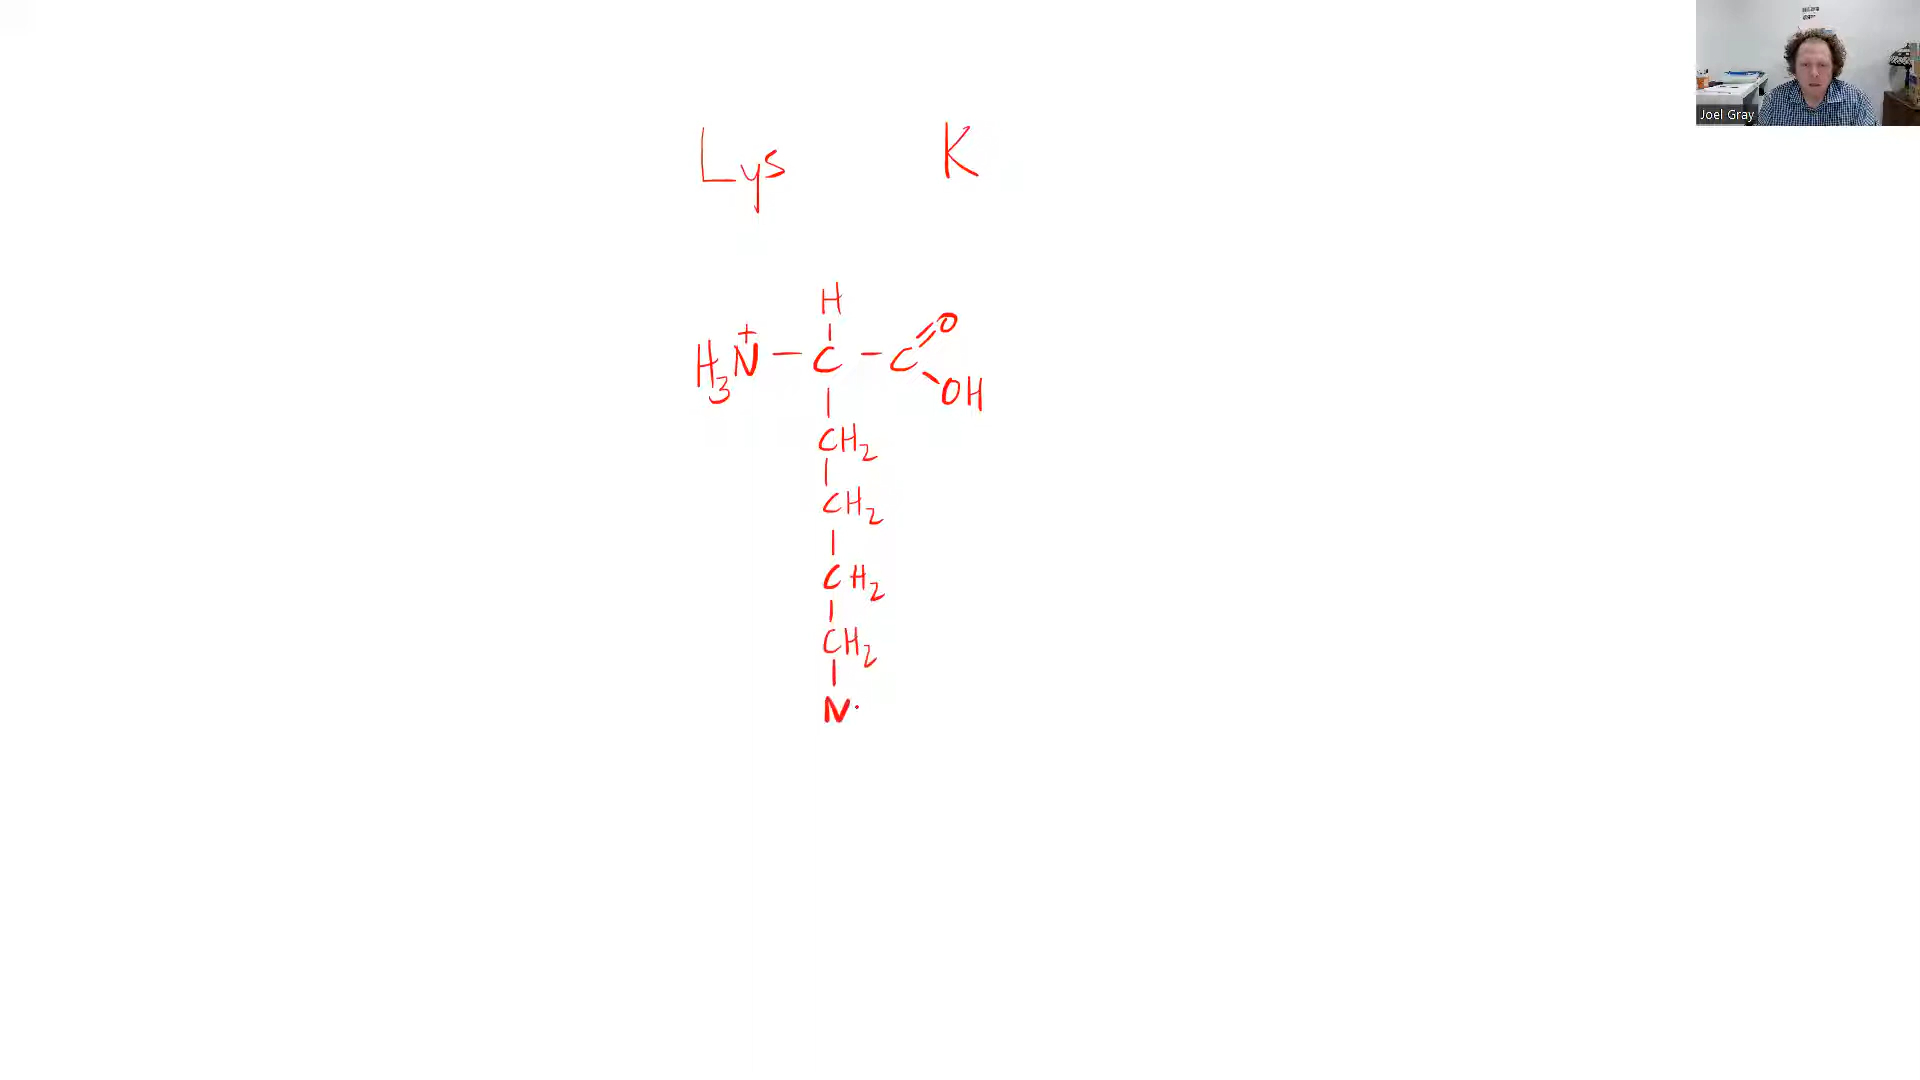 Joel Gray
Lys K
H
H3N+ - C - C = O
OH
CH2
CH2
CH2
CH2
N